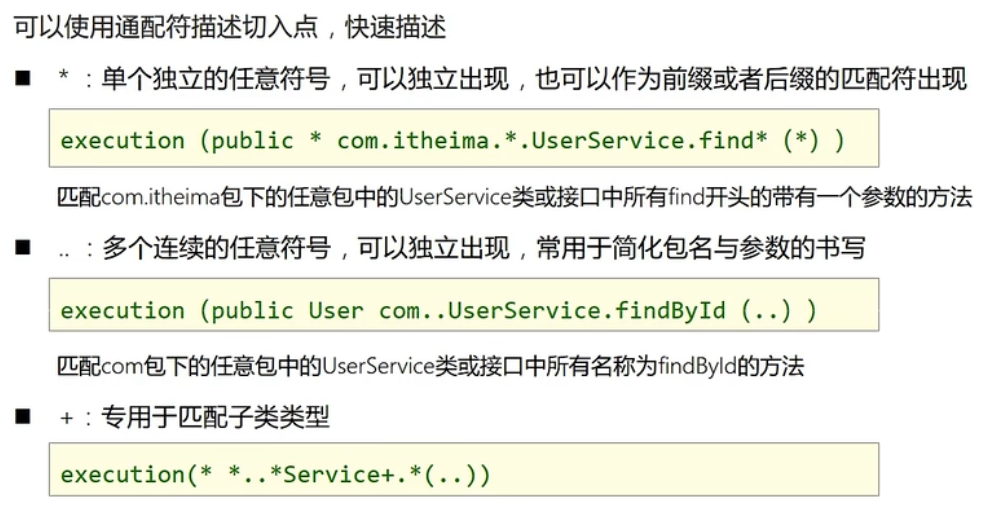 可以使用通配符描述切入点，快速描述
■ * ：单个独立的任意符号，可以独立出现，也可以作为前缀或者后缀的匹配符出现
execution (public * com.itheima.*.UserService.find* (*) )
匹配com.itheima包下的任意包中的UserService类或接口中所有find开头的带有一个参数的方法
■ .. ：多个连续的任意符号，可以独立出现，常用于简化包名与参数的书写
execution (public User com..UserService.findById (..) )
匹配com包下的任意包中的UserService类或接口中所有名称为findById的方法
■ + ：专用于匹配子类类型
execution(* *..*Service+.*(..))